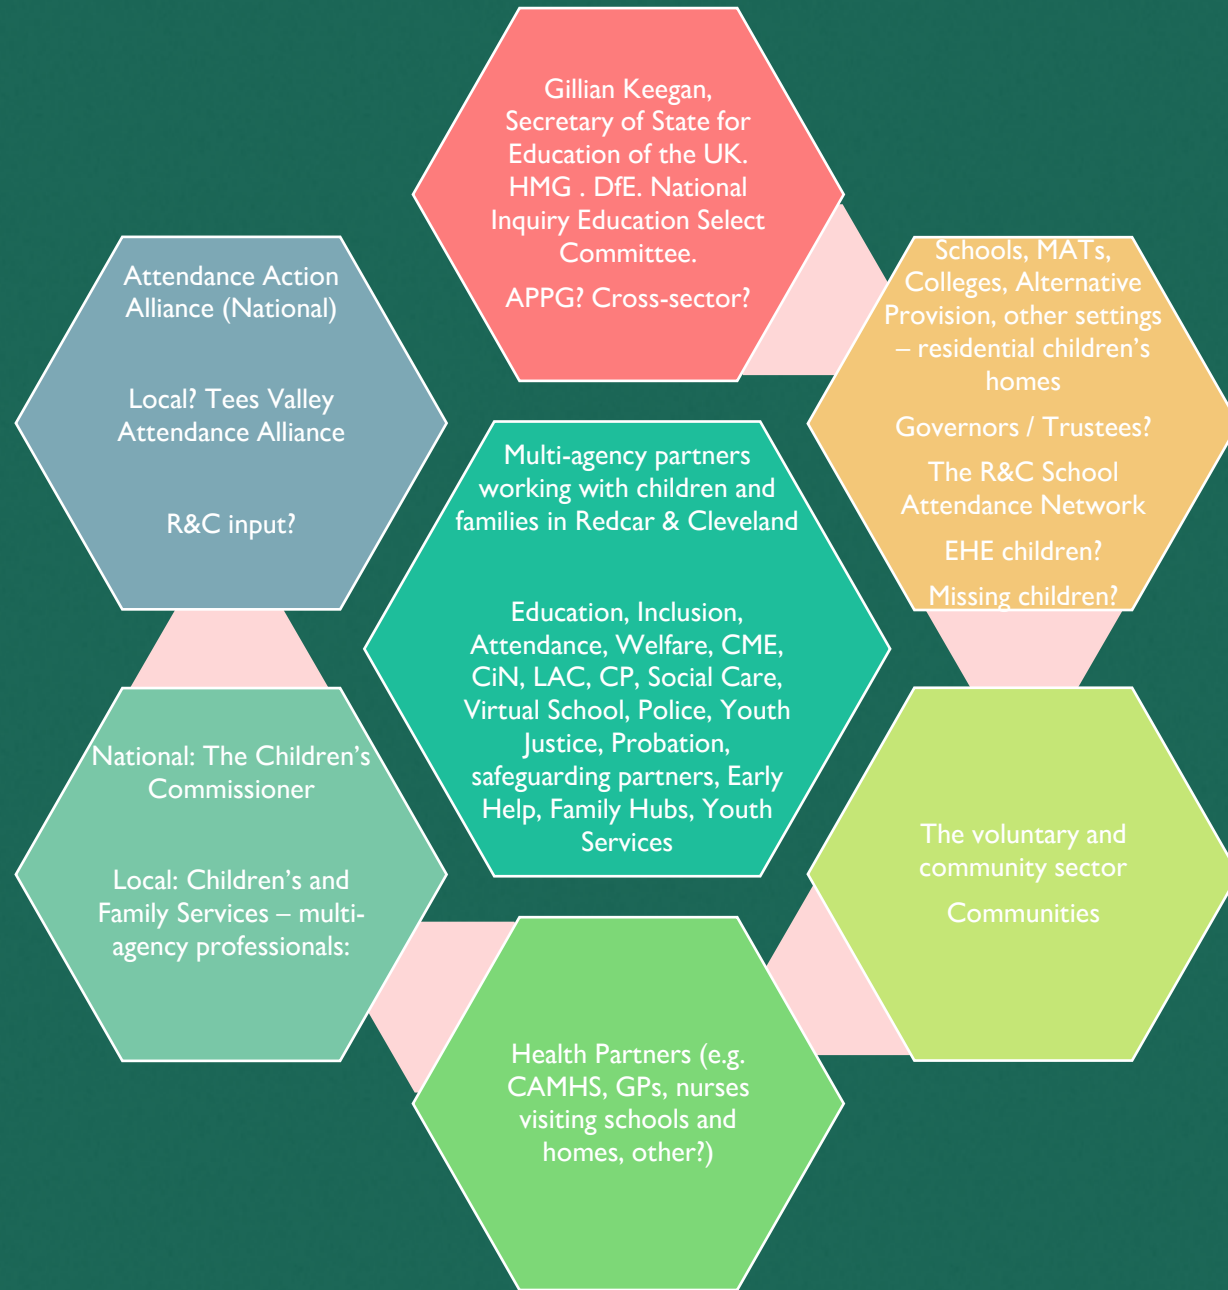 Gillian Keegan,
Secretary of State for
Education of the UK.
HMG . DfE. National
Inquiry Education Select
Committee.
APPG? Cross-sector?
Schools, MATs,
Colleges, Alternative
Provision, other settings
– residential children’s
homes
Governors / Trustees?
The R&C School
Attendance Network
EHE children?
Missing children?
The voluntary and
community sector
Communities
Health Partners (e.g.
CAMHS, GPs, nurses
visiting schools and
homes, other?)
National: The Children’s
Commissioner
Local: Children’s and
Family Services – multi-
agency professionals:
Attendance Action
Alliance (National)
Local? Tees Valley
Attendance Alliance
R&C input?
Multi-agency partners
working with children and
families in Redcar & Cleveland
Education, Inclusion,
Attendance, Welfare, CME,
CiN, LAC, CP, Social Care,
Virtual School, Police, Youth
Justice, Probation,
safeguarding partners, Early
Help, Family Hubs, Youth
Services